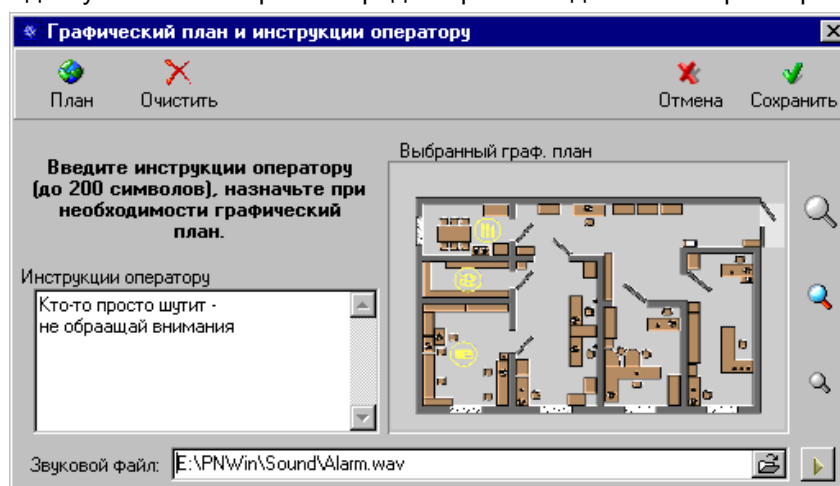 Графический план и инструкции оператору
План Очистить Отмена Сохранить
Введите инструкции оператору
(до 200 символов), назначьте при
необходимости графический
план.
Выбранный граф. план
Инструкции оператору
Кто-то просто шутит -
не обраащай внимания
Звуковой файл: E:\PNWin\Sound\Alarm.wav